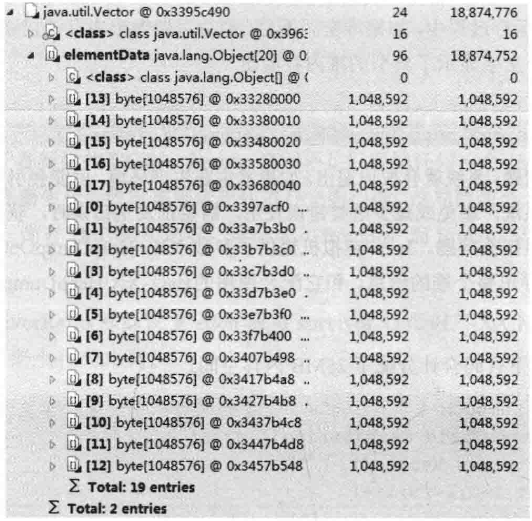 java.util.Vector @ 0x3395c490 24 18,874,776
<class> class java.util.Vector @ 0x3963 16 16
elementData java.lang.Object[20] @ 0 96 18,874,752
<class> class java.lang.Object[] @ ( 0 0
[13] byte[1048576] @ 0x33280000 1,048,592 1,048,592
[14] byte[1048576] @ 0x33380010 1,048,592 1,048,592
[15] byte[1048576] @ 0x33480020 1,048,592 1,048,592
[16] byte[1048576] @ 0x33580030 1,048,592 1,048,592
[17] byte[1048576] @ 0x33680040 1,048,592 1,048,592
[0] byte[1048576] @ 0x3397acf0 ... 1,048,592 1,048,592
[1] byte[1048576] @ 0x33a7b3b0 . 1,048,592 1,048,592
[2] byte[1048576] @ 0x33b7b3c0 .. 1,048,592 1,048,592
[3] byte[1048576] @ 0x33c7b3d0 .. 1,048,592 1,048,592
[4] byte[1048576] @ 0x33d7b3e0 . 1,048,592 1,048,592
[5] byte[1048576] @ 0x33e7b3f0 ... 1,048,592 1,048,592
[6] byte[1048576] @ 0x33f7b400 ... 1,048,592 1,048,592
[7] byte[1048576] @ 0x3407b498 .. 1,048,592 1,048,592
[8] byte[1048576] @ 0x3417b4a8 . 1,048,592 1,048,592
[9] byte[1048576] @ 0x3427b4b8 . 1,048,592 1,048,592
[10] byte[1048576] @ 0x3437b4c8 1,048,592 1,048,592
[11] byte[1048576] @ 0x3447b4d8 1,048,592 1,048,592
[12] byte[1048576] @ 0x3457b548 1,048,592 1,048,592
Σ Total: 19 entries
Σ Total: 2 entries